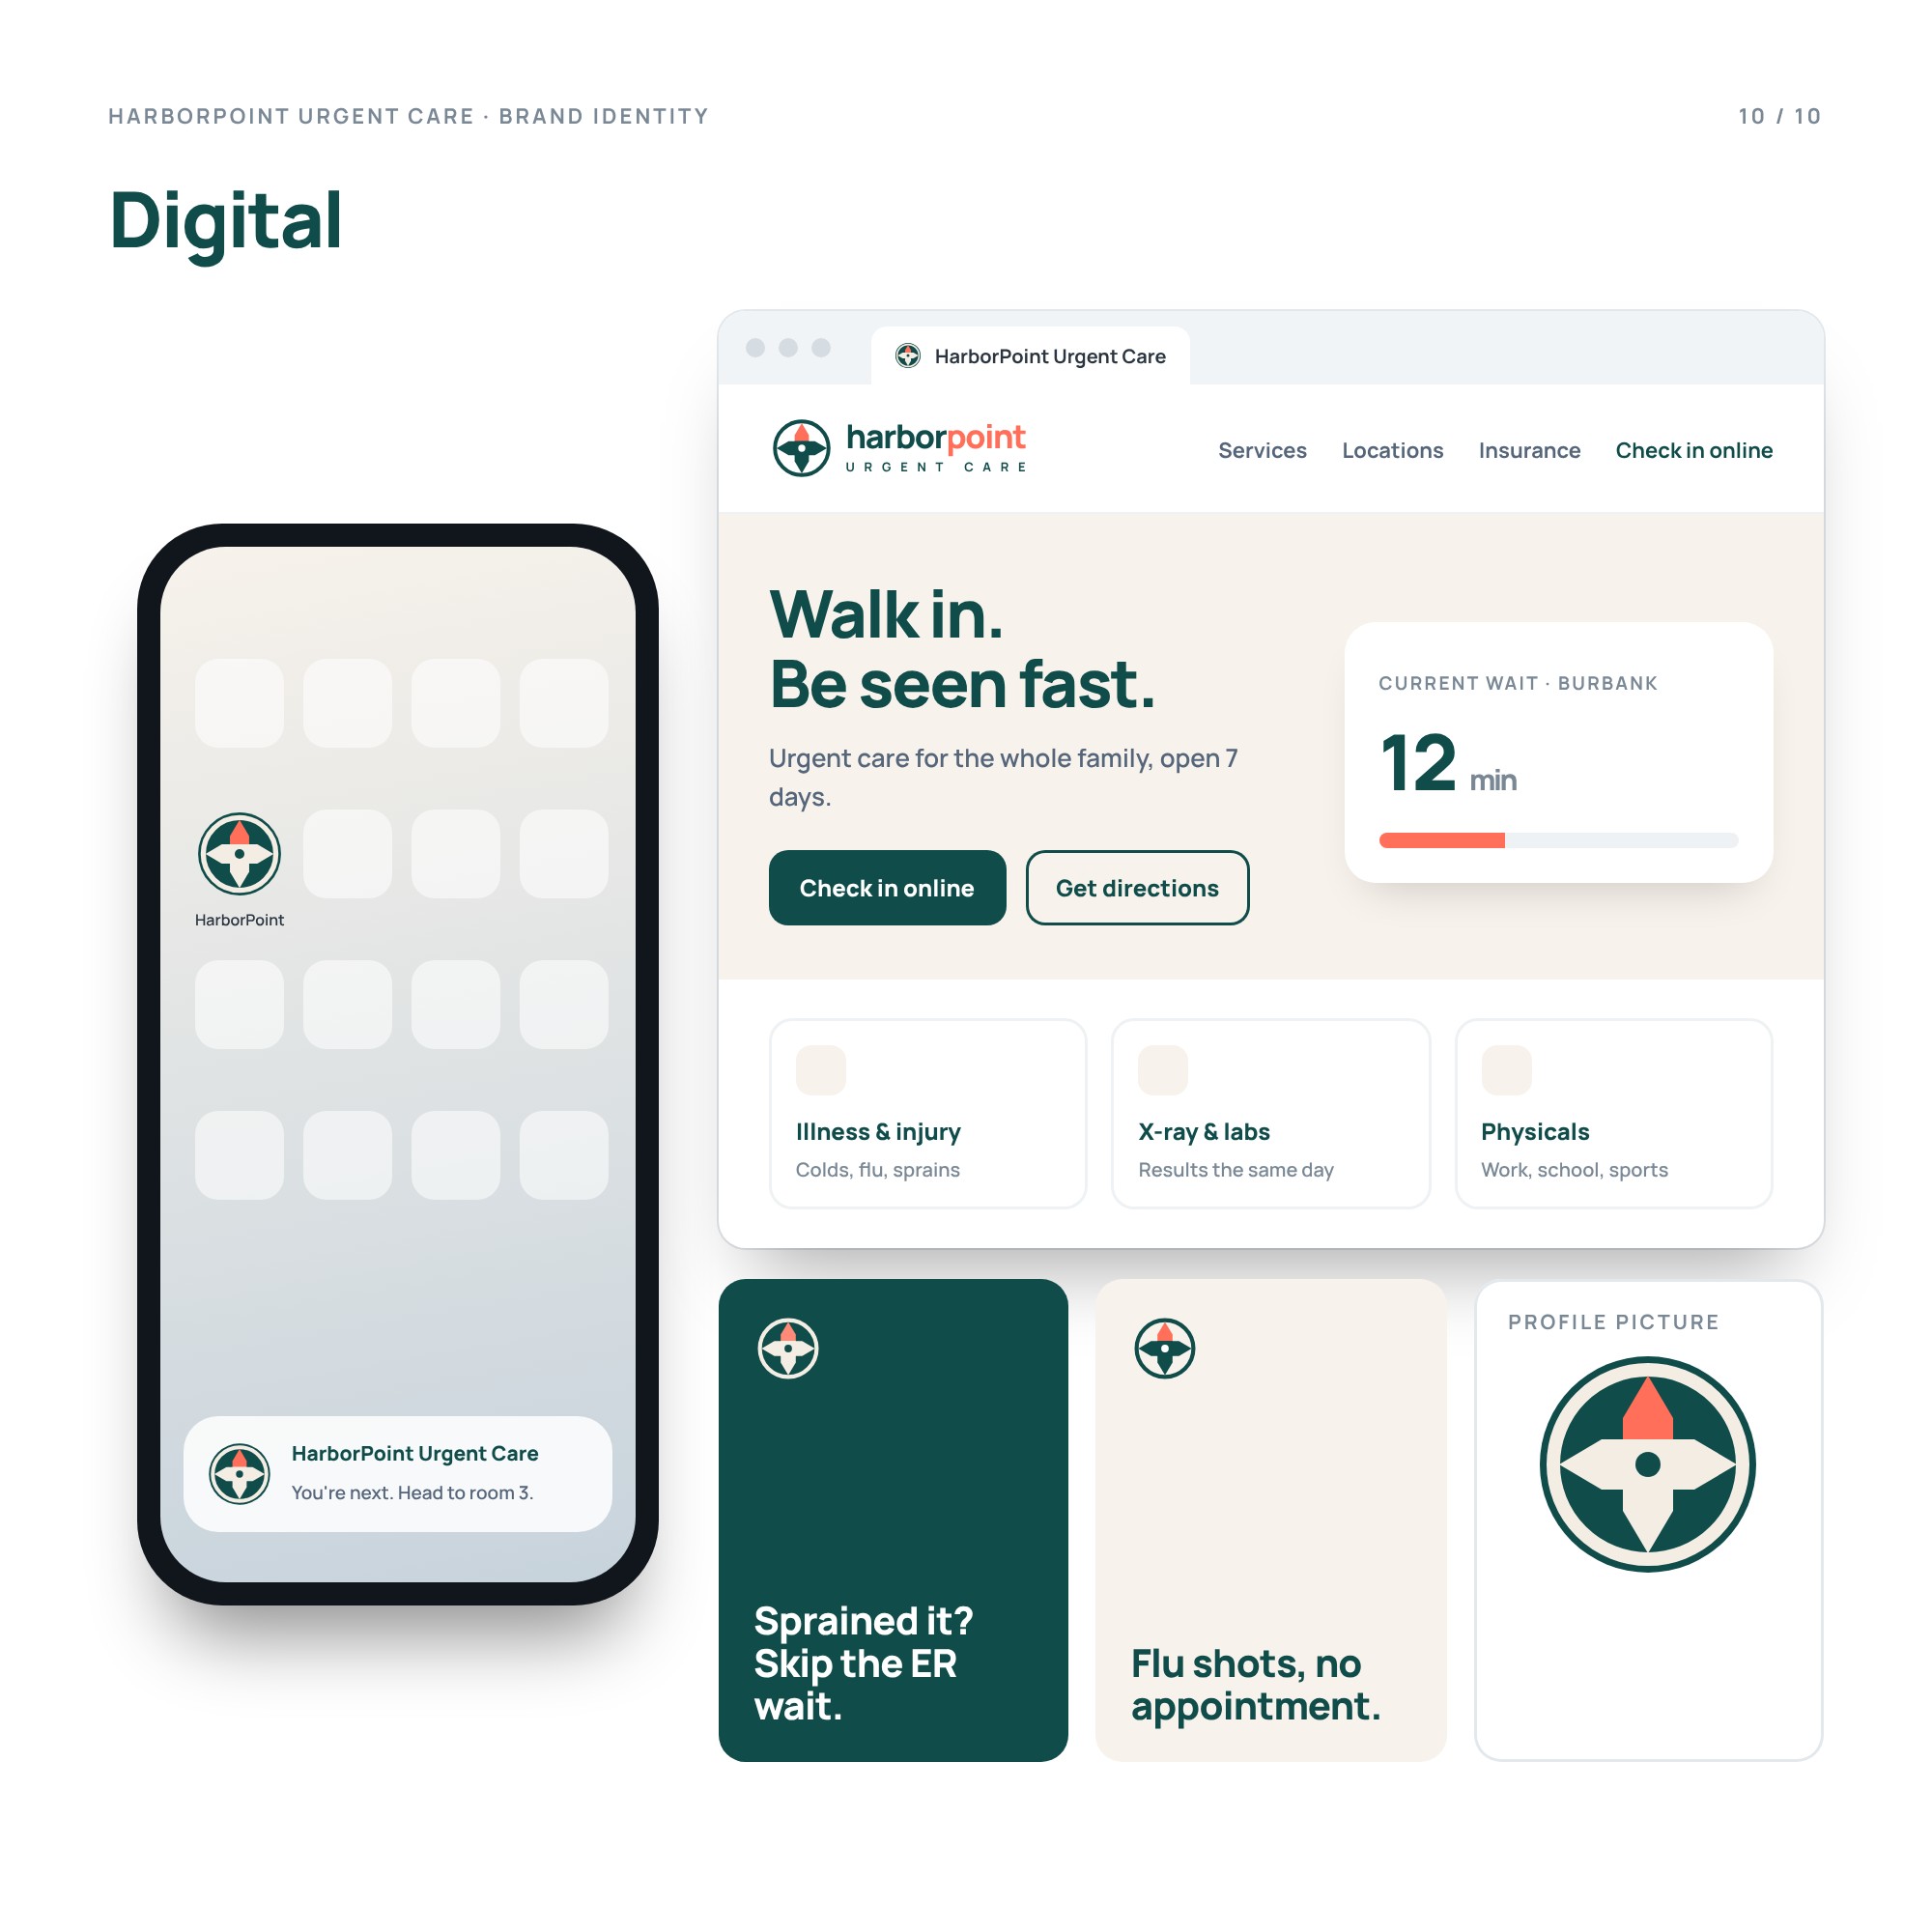 HARBORPOINT URGENT CARE · BRAND IDENTITY
10 / 10
Digital
HarborPoint
HarborPoint Urgent Care
You're next. Head to room 3.
HarborPoint Urgent Care
harborpoint
URGENT CARE
Services
Locations
Insurance
Check in online
Walk in.
Be seen fast.
Urgent care for the whole family, open 7
days.
Check in online
Get directions
CURRENT WAIT · BURBANK
12 min
Illness & injury
Colds, flu, sprains
X-ray & labs
Results the same day
Physicals
Work, school, sports
Sprained it?
Skip the ER
wait.
Flu shots, no
appointment.
PROFILE PICTURE